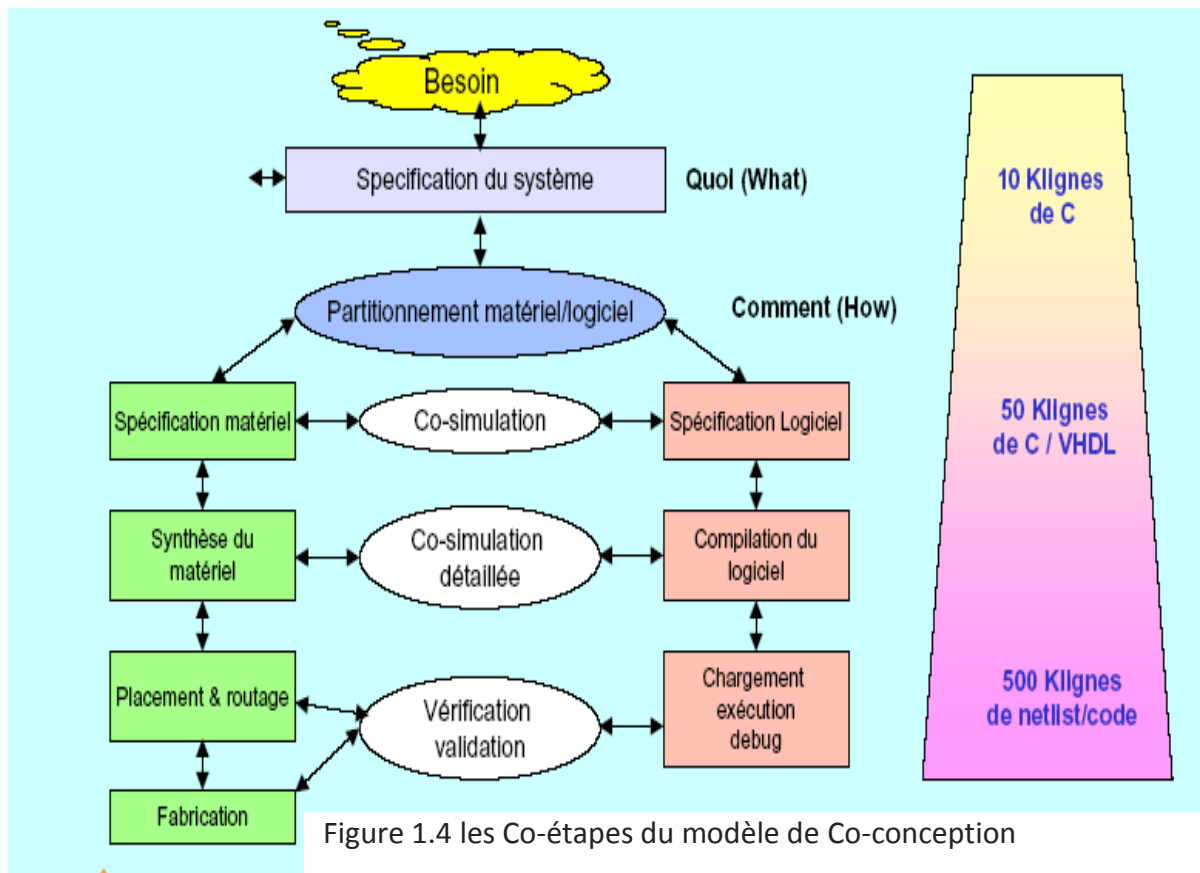 Besoin
Specification du système
Quoi (What)
10 Klignes
de C
Partitionnement matériel/logiciel
Comment (How)
Spécification matériel
Co-simulation
Spécification Logiciel
50 Klignes
de C / VHDL
Synthèse du
matériel
Co-simulation
détaillée
Compilation du
logiciel
Placement & routage
Vérification
validation
Chargement
exécution
debug
500 Klignes
de netlist/code
Fabrication
Figure 1.4 les Co-étapes du modèle de Co-conception